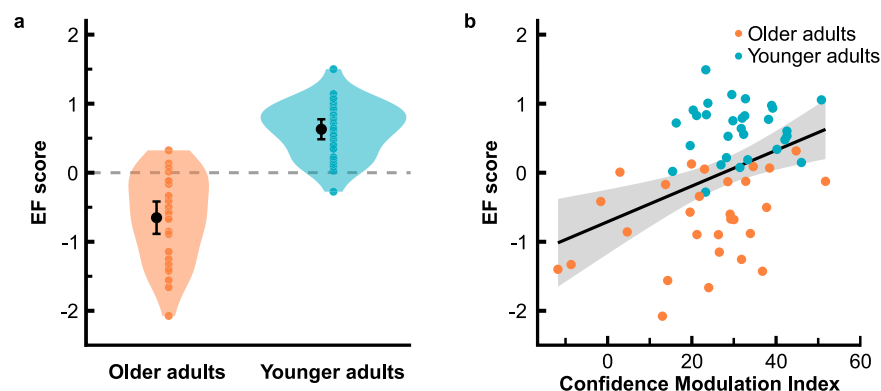 a
2
1
0
-1
-2
EF score
Older adults
Younger adults
b
2
1
0
-1
-2
EF score
Older adults
Younger adults
0
20
40
60
Confidence Modulation Index